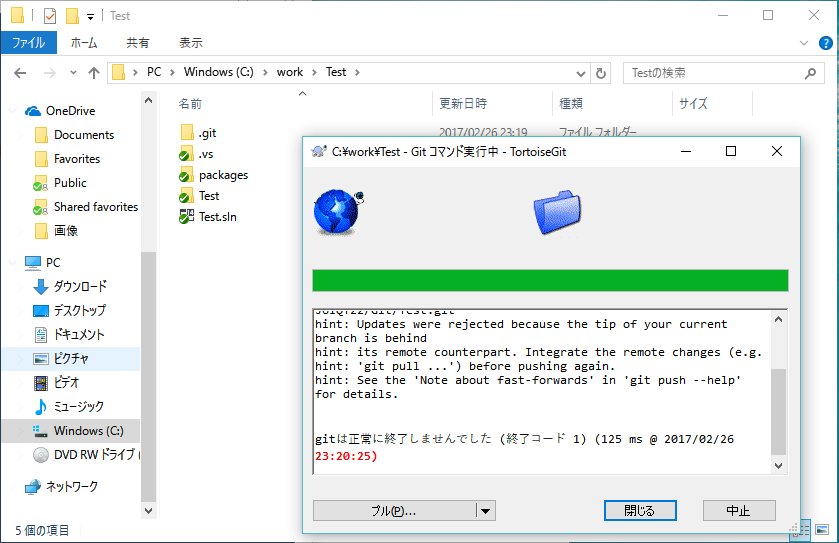 Test
ファイル
ホーム
共有
表示
PC
Windows (C:)
work
Test
Testの検索
OneDrive
Documents
Favorites
Public
Shared favorites
画像
PC
ダウンロード
デスクトップ
ドキュメント
ピクチャ
ビデオ
ミュージック
Windows (C:)
DVD RW ドライブ (
ネットワーク
名前
更新日時
種類
サイズ
.git
2017/02/26 23:19
ファイル フォルダー
.vs
packages
Test
Test.sln
C:¥work¥Test - Git コマンド実行中 - TortoiseGit
hint: Updates were rejected because the tip of your current
branch is behind
hint: its remote counterpart. Integrate the remote changes (e.g.
hint: 'git pull ...') before pushing again.
hint: See the 'Note about fast-forwards' in 'git push --help'
for details.
gitは正常に終了しませんでした (終了コード 1) (125 ms @ 2017/02/26
23:20:25)
プル(P)...
閉じる
中止
5 個の項目